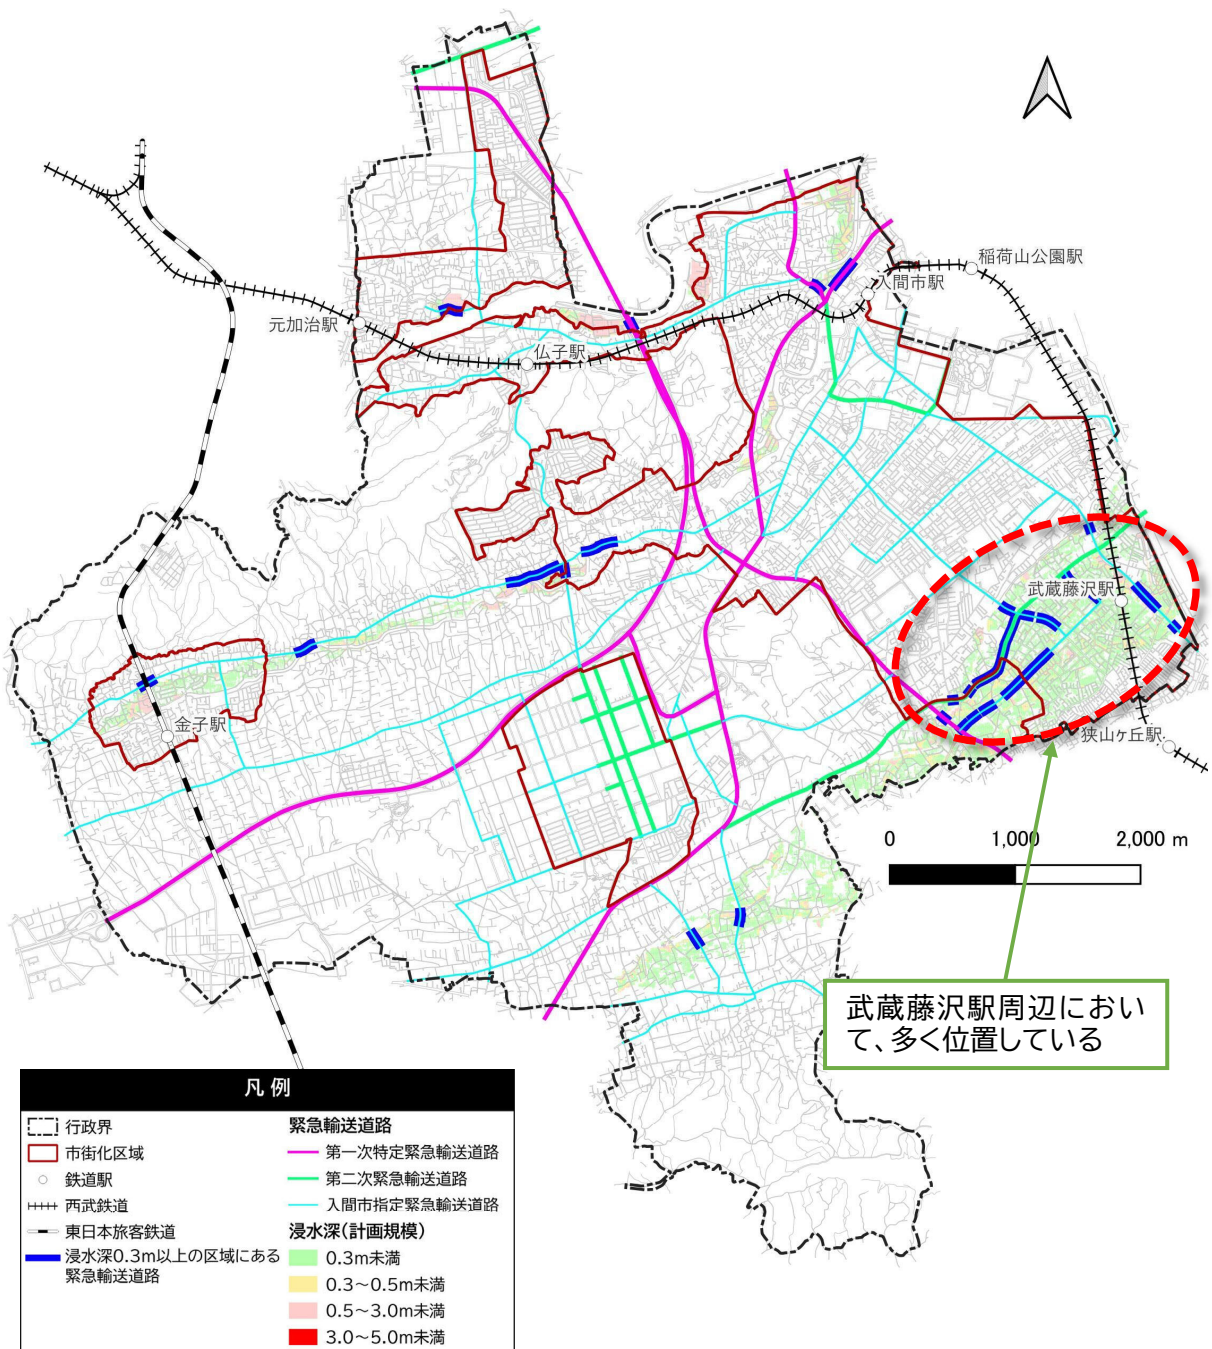 稲荷山公園駅
入間市駅
元加治駅
仏子駅
武蔵藤沢駅
金子駅
狭山ヶ丘駅
0 1,000 2,000 m
武蔵藤沢駅周辺におい
て、多く位置している
凡例
行政界
市街化区域
鉄道駅
西武鉄道
東日本旅客鉄道
浸水深0.3m以上の区域にある
緊急輸送道路
緊急輸送道路
第一次特定緊急輸送道路
第二次緊急輸送道路
入間市指定緊急輸送道路
浸水深(計画規模)
0.3m未満
0.3～0.5m未満
0.5～3.0m未満
3.0～5.0m未満